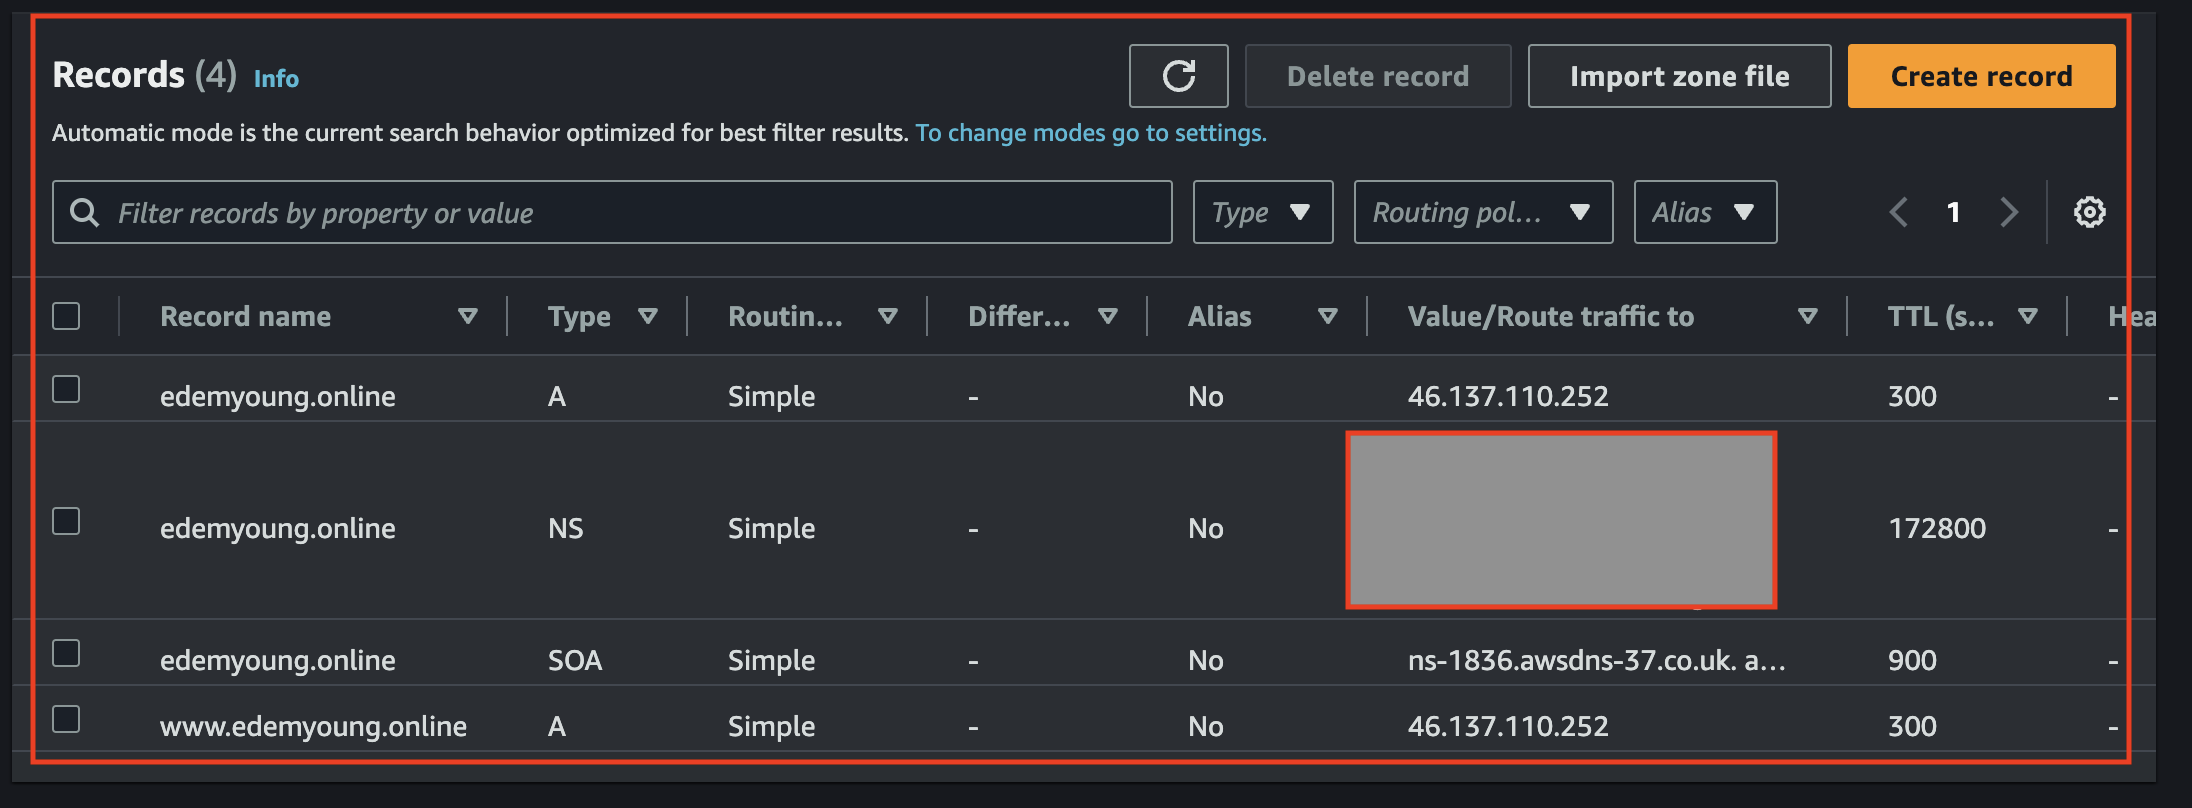 Records (4) Info
Delete record
Import zone file
Create record
Automatic mode is the current search behavior optimized for best filter results. To change modes go to settings.
Filter records by property or value
Type
Routing pol...
Alias
1
Record name Type Routin... Differ... Alias Value/Route traffic to TTL (s... Hea
edemyoung.online A Simple - No 46.137.110.252 300 -
edemyoung.online NS Simple - No 172800 -
edemyoung.online SOA Simple - No ns-1836.awsdns-37.co.uk. a... 900 -
www.edemyoung.online A Simple - No 46.137.110.252 300 -